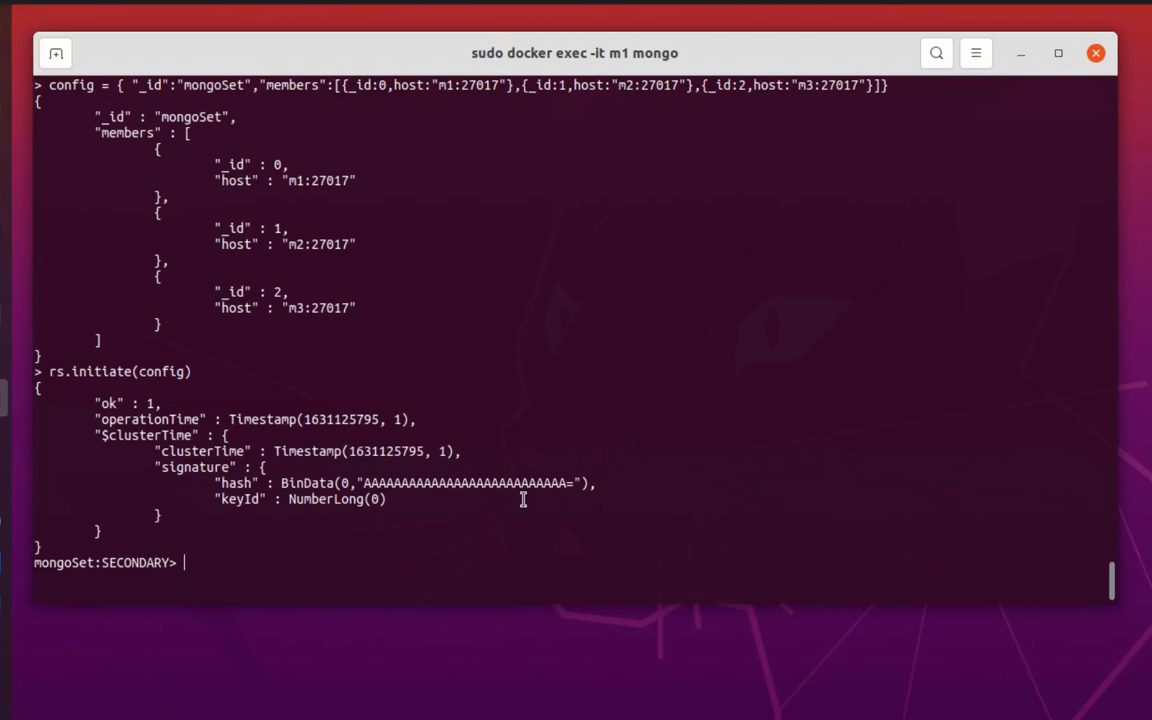 sudo docker exec -it m1 mongo
> config = { "_id":"mongoSet","members":[{_id:0,host:"m1:27017"},{_id:1,host:"m2:27017"},{_id:2,host:"m3:27017"}]}
{
"_id" : "mongoSet",
"members" : [
{
"_id" : 0,
"host" : "m1:27017"
},
{
"_id" : 1,
"host" : "m2:27017"
},
{
"_id" : 2,
"host" : "m3:27017"
}
]
}
> rs.initiate(config)
{
"ok" : 1,
"operationTime" : Timestamp(1631125795, 1),
"$clusterTime" : {
"clusterTime" : Timestamp(1631125795, 1),
"signature" : {
"hash" : BinData(0,"AAAAAAAAAAAAAAAAAAAAAAAAAAA="),
"keyId" : NumberLong(0)
}
}
}
mongoSet:SECONDARY>